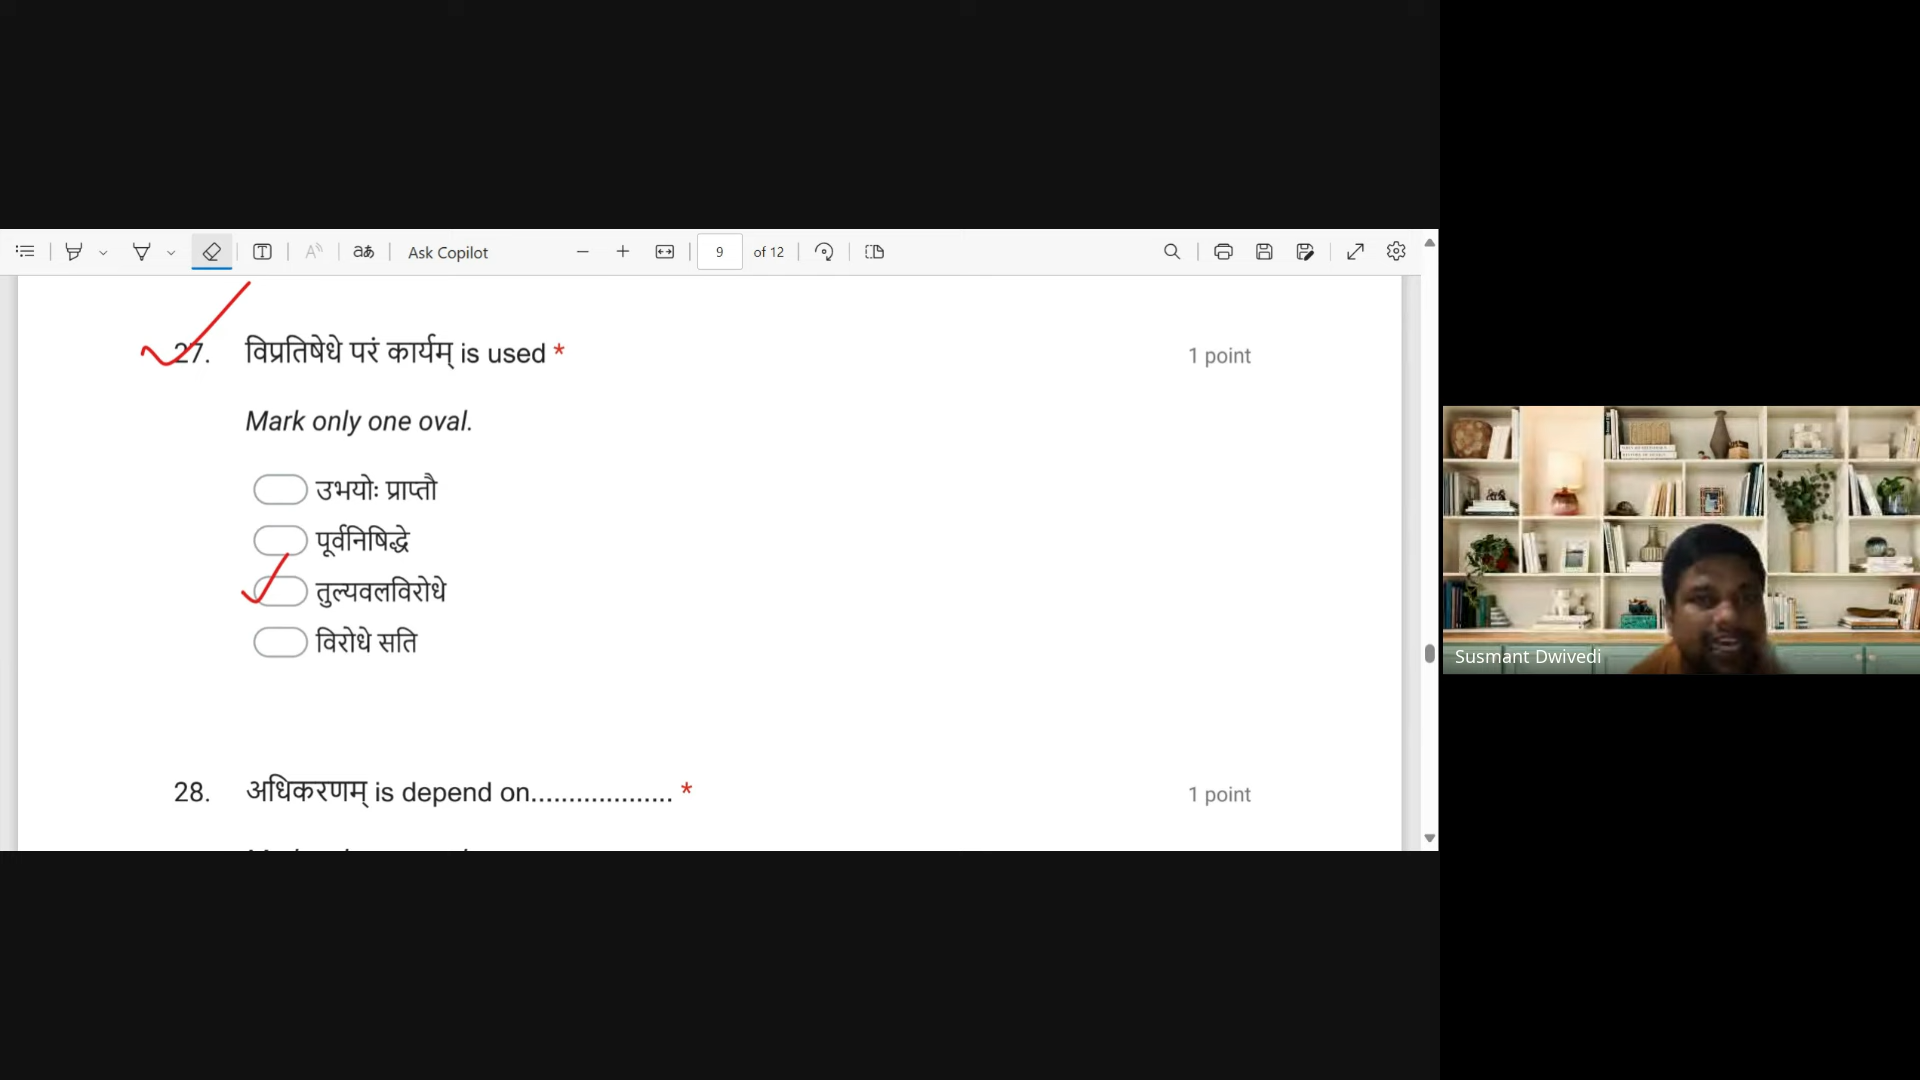 Ask Copilot
9 of 12
27. विप्रतिषेधे परं कार्यम् is used *
1 point
Mark only one oval.
उभयोः प्राप्तौ
पूर्वनिषिद्धे
तुल्यवलविरोधे
विरोधे सति
28. अधिकरणम् is depend on................... *
1 point
Susmant Dwivedi